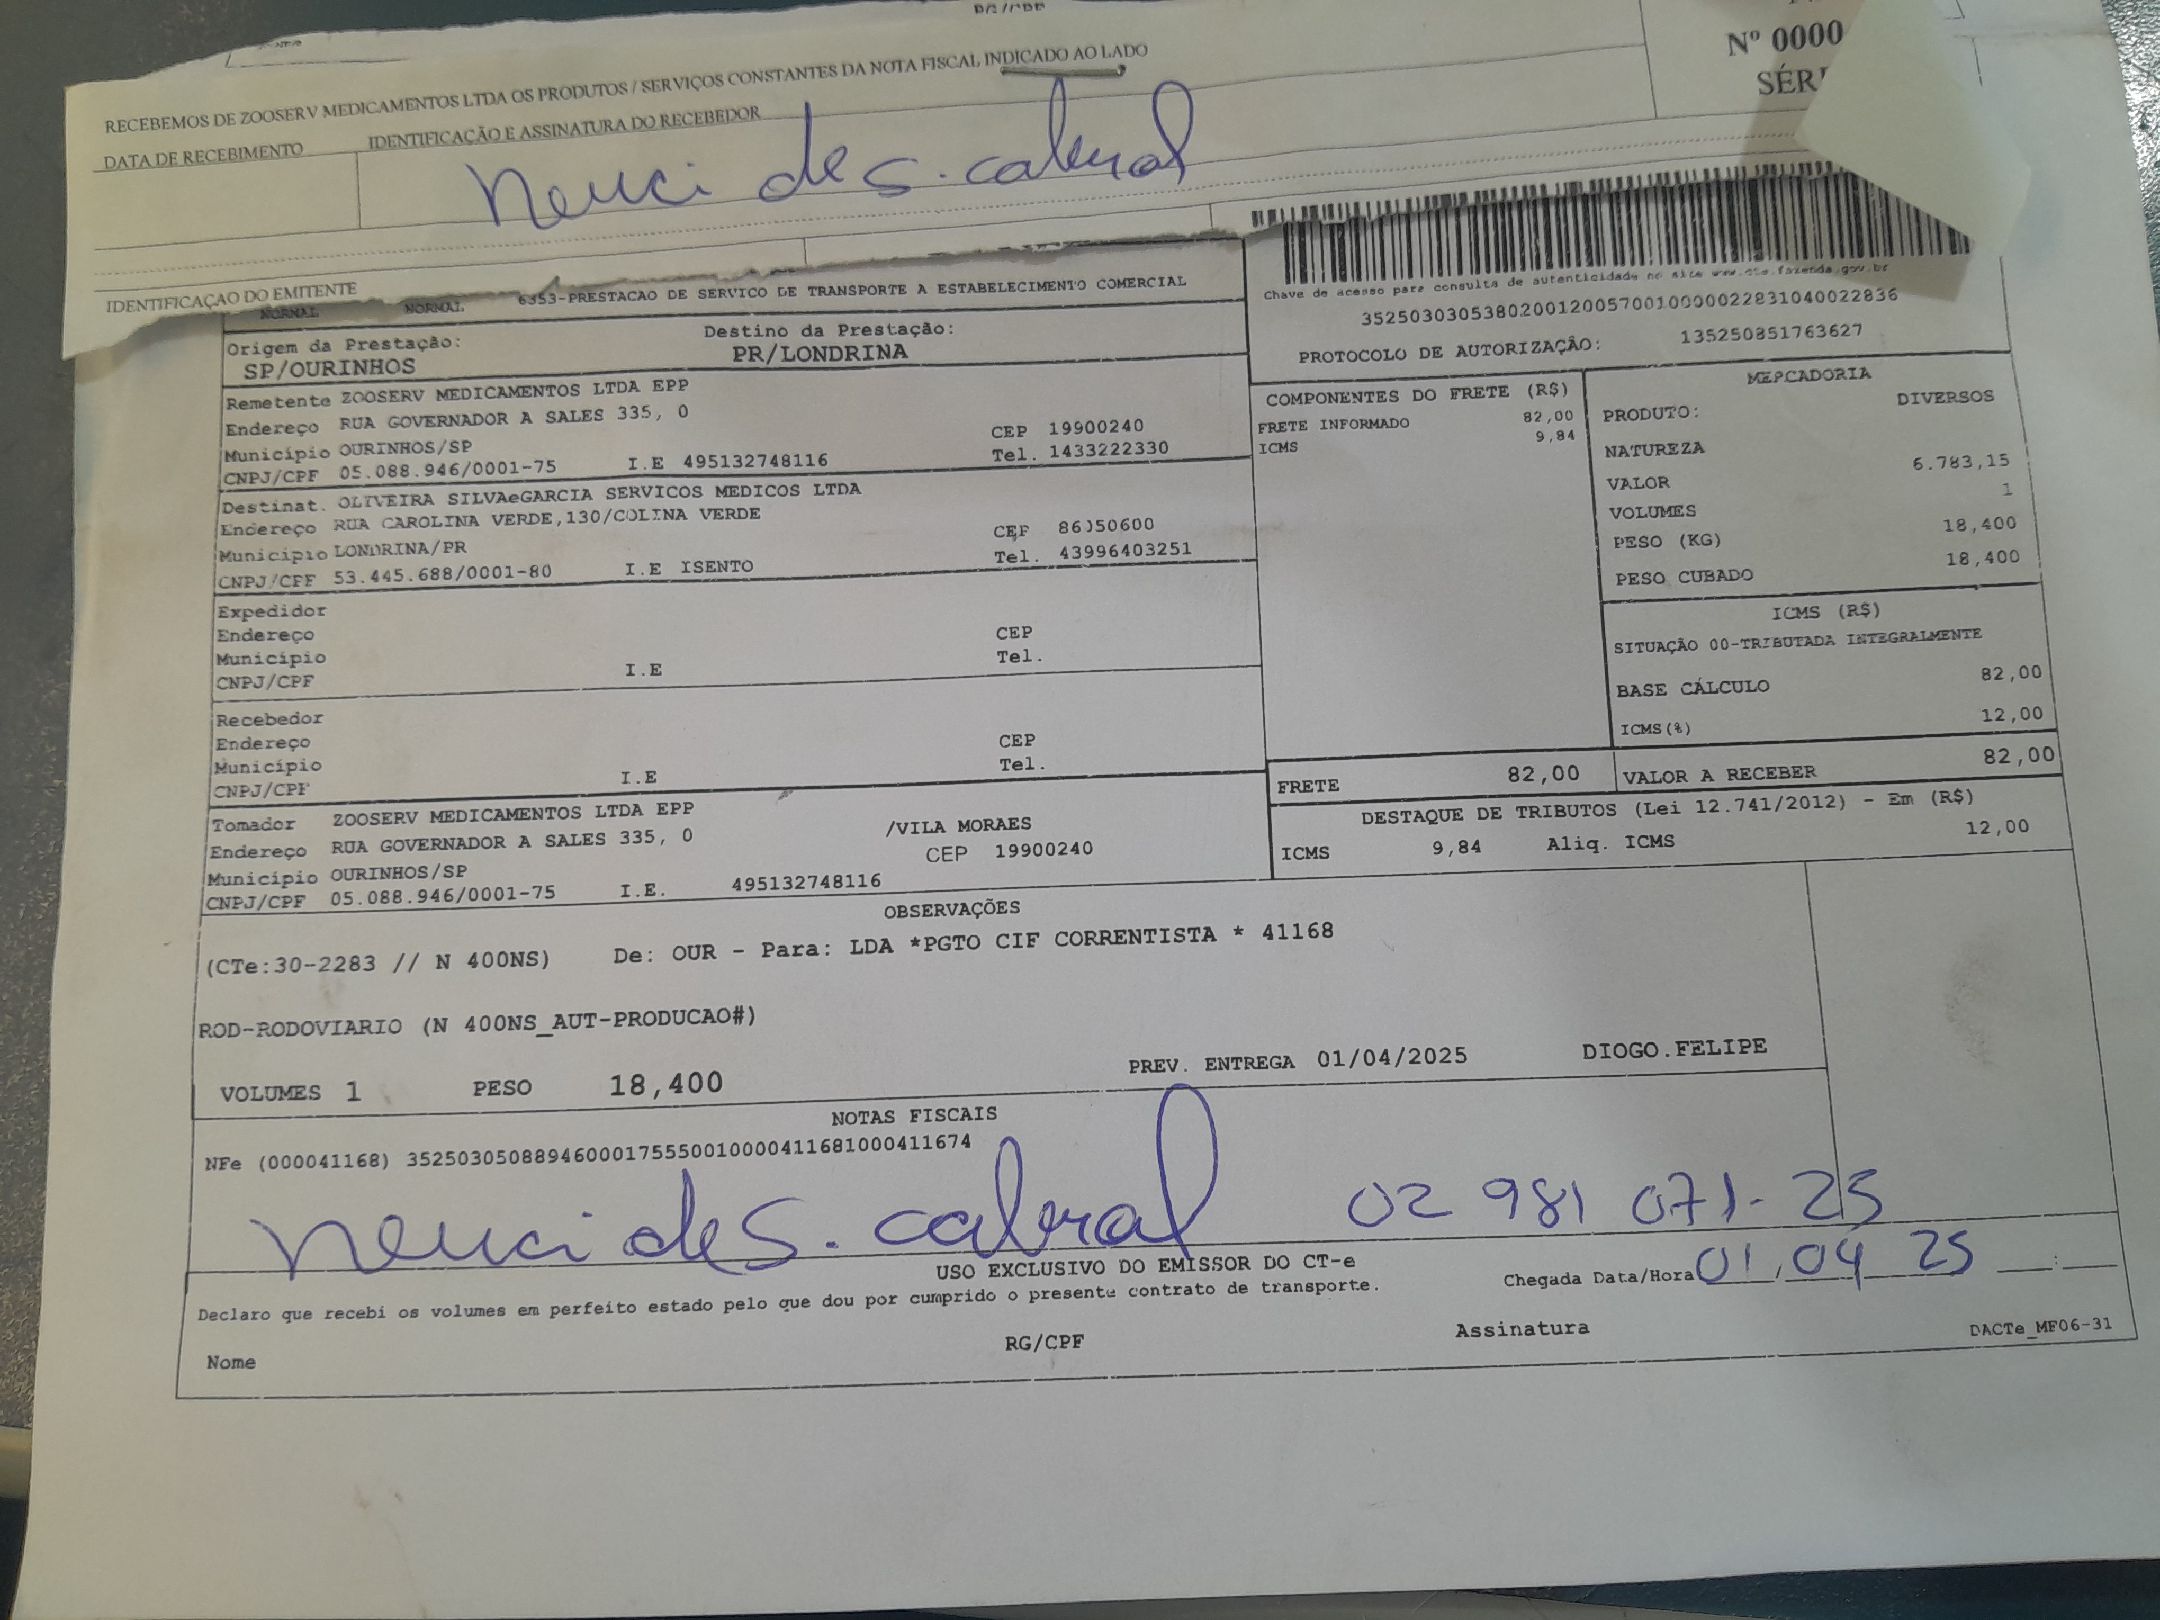 RG/CPF
RECEBEMOS DE ZOOSERV MEDICAMENTOS LTDA OS PRODUTOS / SERVIÇOS CONSTANTES DA NOTA FISCAL INDICADO AO LADO
Nº 0000
SÉRI
DATA DE RECEBIMENTO IDENTIFICAÇÃO E ASSINATURA DO RECEBEDOR
Neuci de S. Cabral
IDENTIFICAÇAO DO EMITENTE
NORMAL NORMAL 6353-PRESTACAO DE SERVICO DE TRANSPORTE A ESTABELECIMENTO COMERCIAL
Chave de acesso para consulta de autenticidade no site www.cte.fazenda.gov.br
35250303053802001200570010000022831040022836
PROTOCOLO DE AUTORIZAÇÃO: 135250851763627
Origem da Prestação: Destino da Prestação:
SP/OURINHOS PR/LONDRINA
Remetente ZOOSERV MEDICAMENTOS LTDA EPP
Endereço RUA GOVERNADOR A SALES 335, 0 CEP 19900240
Município OURINHOS/SP Tel. 1433222330
CNPJ/CPF 05.088.946/0001-75 I.E 495132748116
Destinat. OLIVEIRA SILVAeGARCIA SERVICOS MEDICOS LTDA
Endereço RUA CAROLINA VERDE,130/COLINA VERDE CEP 86050600
Município LONDRINA/PR Tel. 43996403251
CNPJ/CPF 53.445.688/0001-80 I.E ISENTO
Expedidor
Endereço CEP
Município Tel.
CNPJ/CPF I.E
Recebedor
Endereço CEP
Município Tel.
CNPJ/CPF I.E
Tomador ZOOSERV MEDICAMENTOS LTDA EPP
Endereço RUA GOVERNADOR A SALES 335, 0 /VILA MORAES
Município OURINHOS/SP CEP 19900240
CNPJ/CPF 05.088.946/0001-75 I.E. 495132748116
COMPONENTES DO FRETE (R$)
FRETE INFORMADO 82,00
ICMS 9,84
MERCADORIA
PRODUTO: DIVERSOS
NATUREZA
VALOR 6.783,15
VOLUMES 1
PESO (KG) 18,400
PESO CUBADO 18,400
ICMS (R$)
SITUAÇÃO 00-TRIBUTADA INTEGRALMENTE
BASE CÁLCULO 82,00
ICMS(%) 12,00
FRETE 82,00 VALOR A RECEBER 82,00
DESTAQUE DE TRIBUTOS (Lei 12.741/2012) - Em (R$)
ICMS 9,84 Aliq. ICMS 12,00
OBSERVAÇÕES
(CTe:30-2283 // N 400NS) De: OUR - Para: LDA *PGTO CIF CORRENTISTA * 41168
ROD-RODOVIARIO (N 400NS_AUT-PRODUCAO#)
VOLUMES 1 PESO 18,400 PREV. ENTREGA 01/04/2025 DIOGO.FELIPE
NOTAS FISCAIS
NFe (000041168) 35250305088946000175550010000411681000411674
Neuci de S. Cabral 02 981 071-25
USO EXCLUSIVO DO EMISSOR DO CT-e
Declaro que recebi os volumes em perfeito estado pelo que dou por cumprido o presente contrato de transporte. Chegada Data/Hora 01/04 25 __:__
Nome RG/CPF Assinatura DACTe_MF06-31